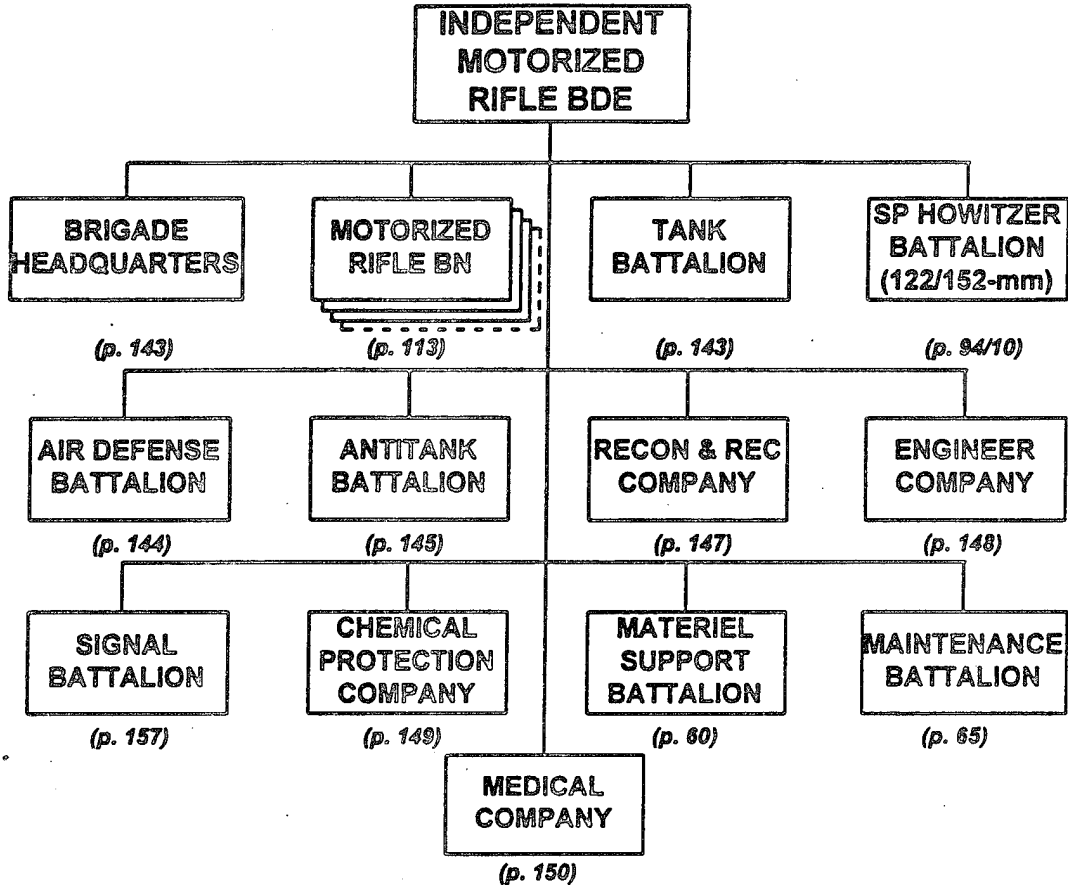 INDEPENDENT
MOTORIZED
RIFLE BDE
BRIGADE
HEADQUARTERS
(p. 143)
MOTORIZED
RIFLE BN
(p. 113)
TANK
BATTALION
(p. 143)
SP HOWITZER
BATTALION
(122/152-mm)
(p. 94/10)
AIR DEFENSE
BATTALION
(p. 144)
ANTITANK
BATTALION
(p. 145)
RECON & REC
COMPANY
(p. 147)
ENGINEER
COMPANY
(p. 148)
SIGNAL
BATTALION
(p. 157)
CHEMICAL
PROTECTION
COMPANY
(p. 149)
MATERIEL
SUPPORT
BATTALION
(p. 60)
MAINTENANCE
BATTALION
(p. 65)
MEDICAL
COMPANY
(p. 150)